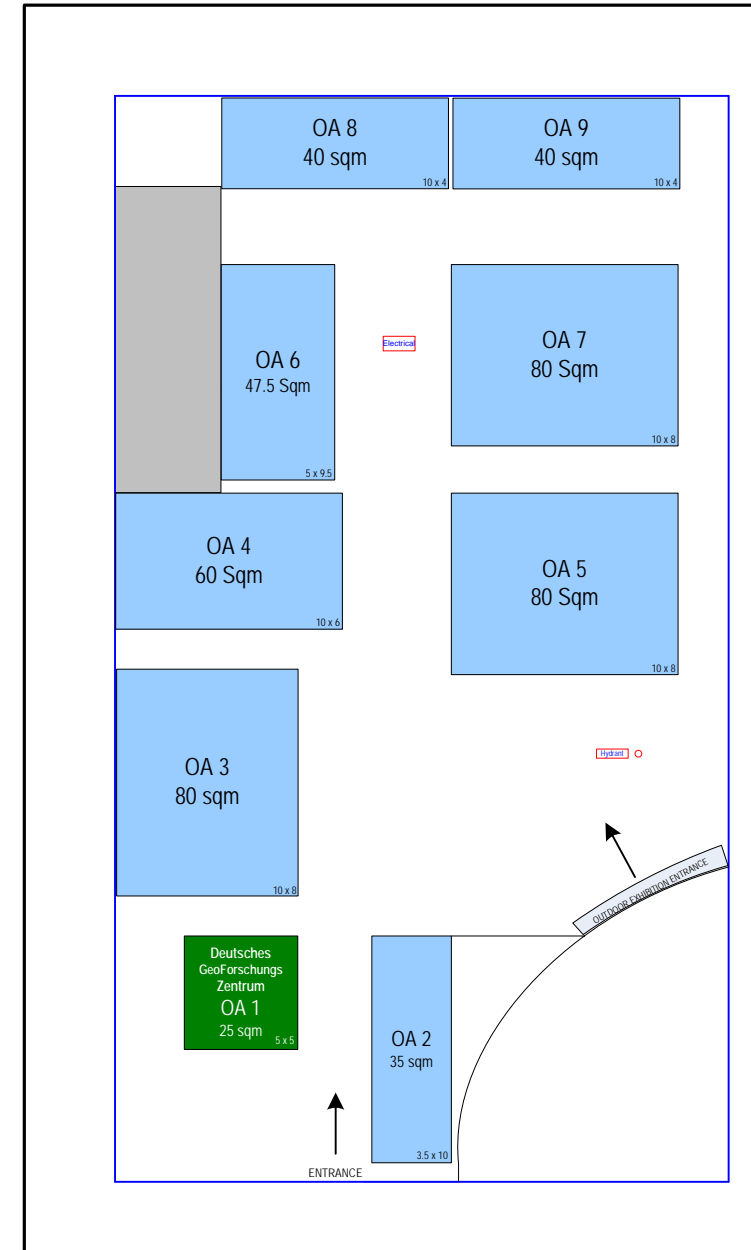 OA 8
40 sqm
10 x 4
OA 9
40 sqm
10 x 4
OA 6
47.5 Sqm
5 x 9.5
Electrical
OA 7
80 Sqm
10 x 8
OA 4
60 Sqm
10 x 6
OA 5
80 Sqm
10 x 8
OA 3
80 sqm
10 x 8
Hydrant
OUTDOOR EXHIBITION ENTRANCE
Deutsches
GeoForschungs
Zentrum
OA 1
25 sqm
5 x 5
OA 2
35 sqm
3.5 x 10
ENTRANCE